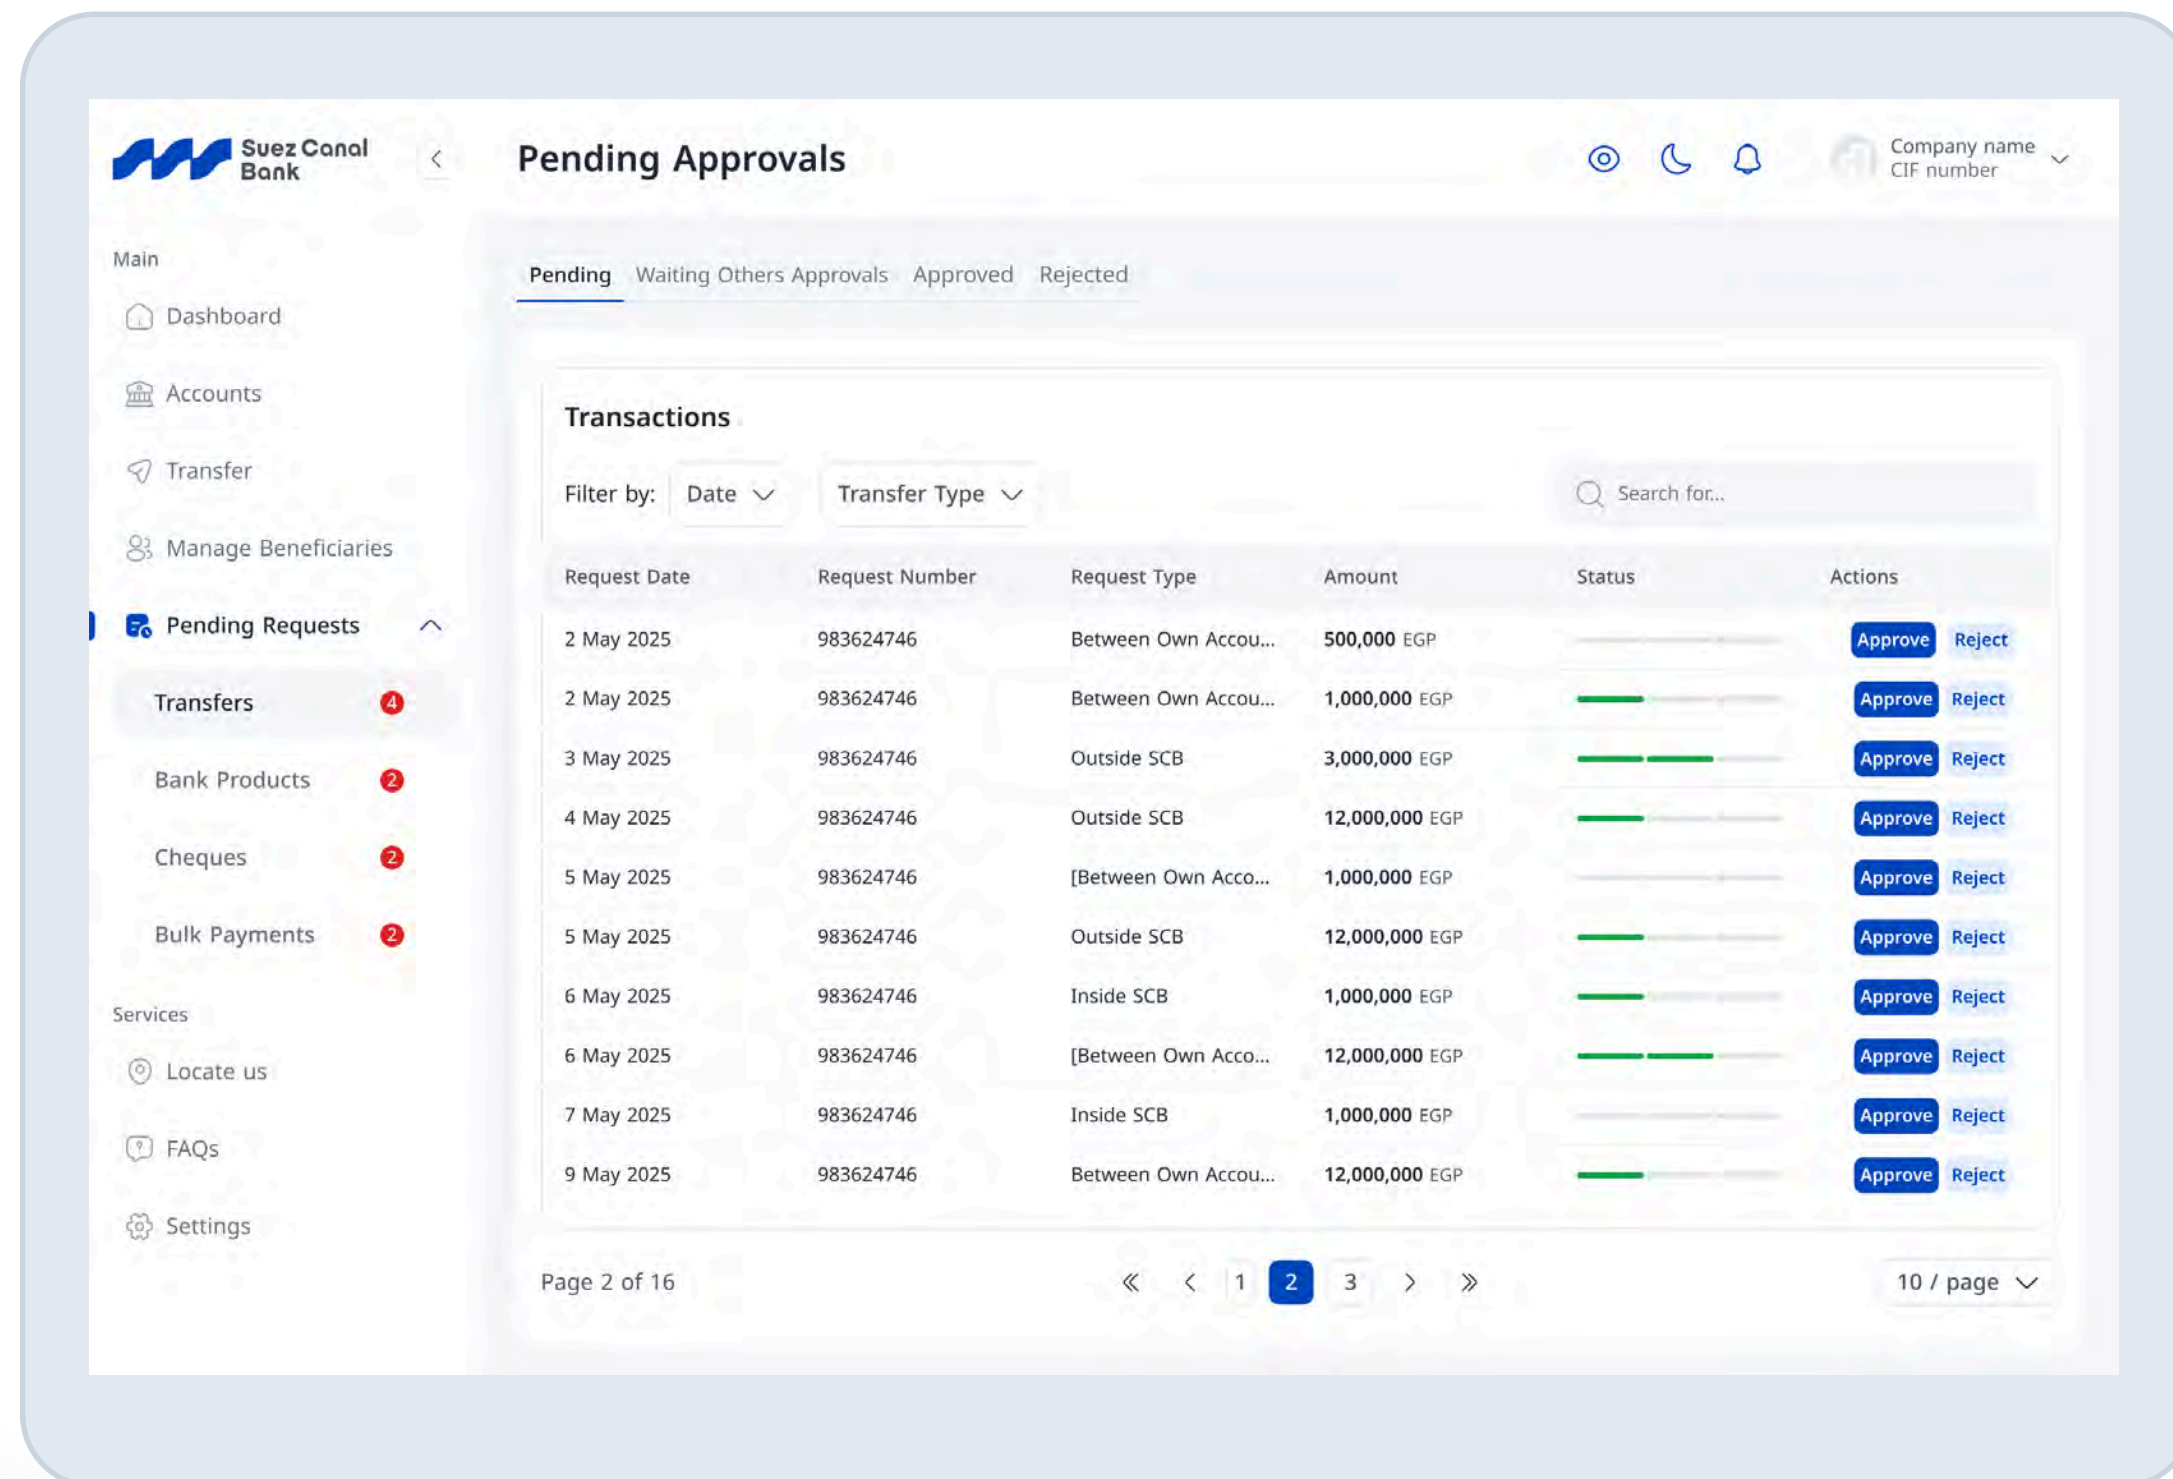 Suez Canal
Bank
Pending Approvals
Company name
CIF number
Main
Dashboard
Accounts
Transfer
Manage Beneficiaries
Pending Requests
Transfers 4
Bank Products 2
Cheques 2
Bulk Payments 2
Services
Locate us
FAQs
Settings
Pending Waiting Others Approvals Approved Rejected
Transactions
Filter by: Date Transfer Type Search for...
Request Date Request Number Request Type Amount Status Actions
2 May 2025 983624746 Between Own Accou... 500,000 EGP Approve Reject
2 May 2025 983624746 Between Own Accou... 1,000,000 EGP Approve Reject
3 May 2025 983624746 Outside SCB 3,000,000 EGP Approve Reject
4 May 2025 983624746 Outside SCB 12,000,000 EGP Approve Reject
5 May 2025 983624746 [Between Own Acco... 1,000,000 EGP Approve Reject
5 May 2025 983624746 Outside SCB 12,000,000 EGP Approve Reject
6 May 2025 983624746 Inside SCB 1,000,000 EGP Approve Reject
6 May 2025 983624746 [Between Own Acco... 12,000,000 EGP Approve Reject
7 May 2025 983624746 Inside SCB 1,000,000 EGP Approve Reject
9 May 2025 983624746 Between Own Accou... 12,000,000 EGP Approve Reject
Page 2 of 16 « < 1 2 3 > » 10 / page